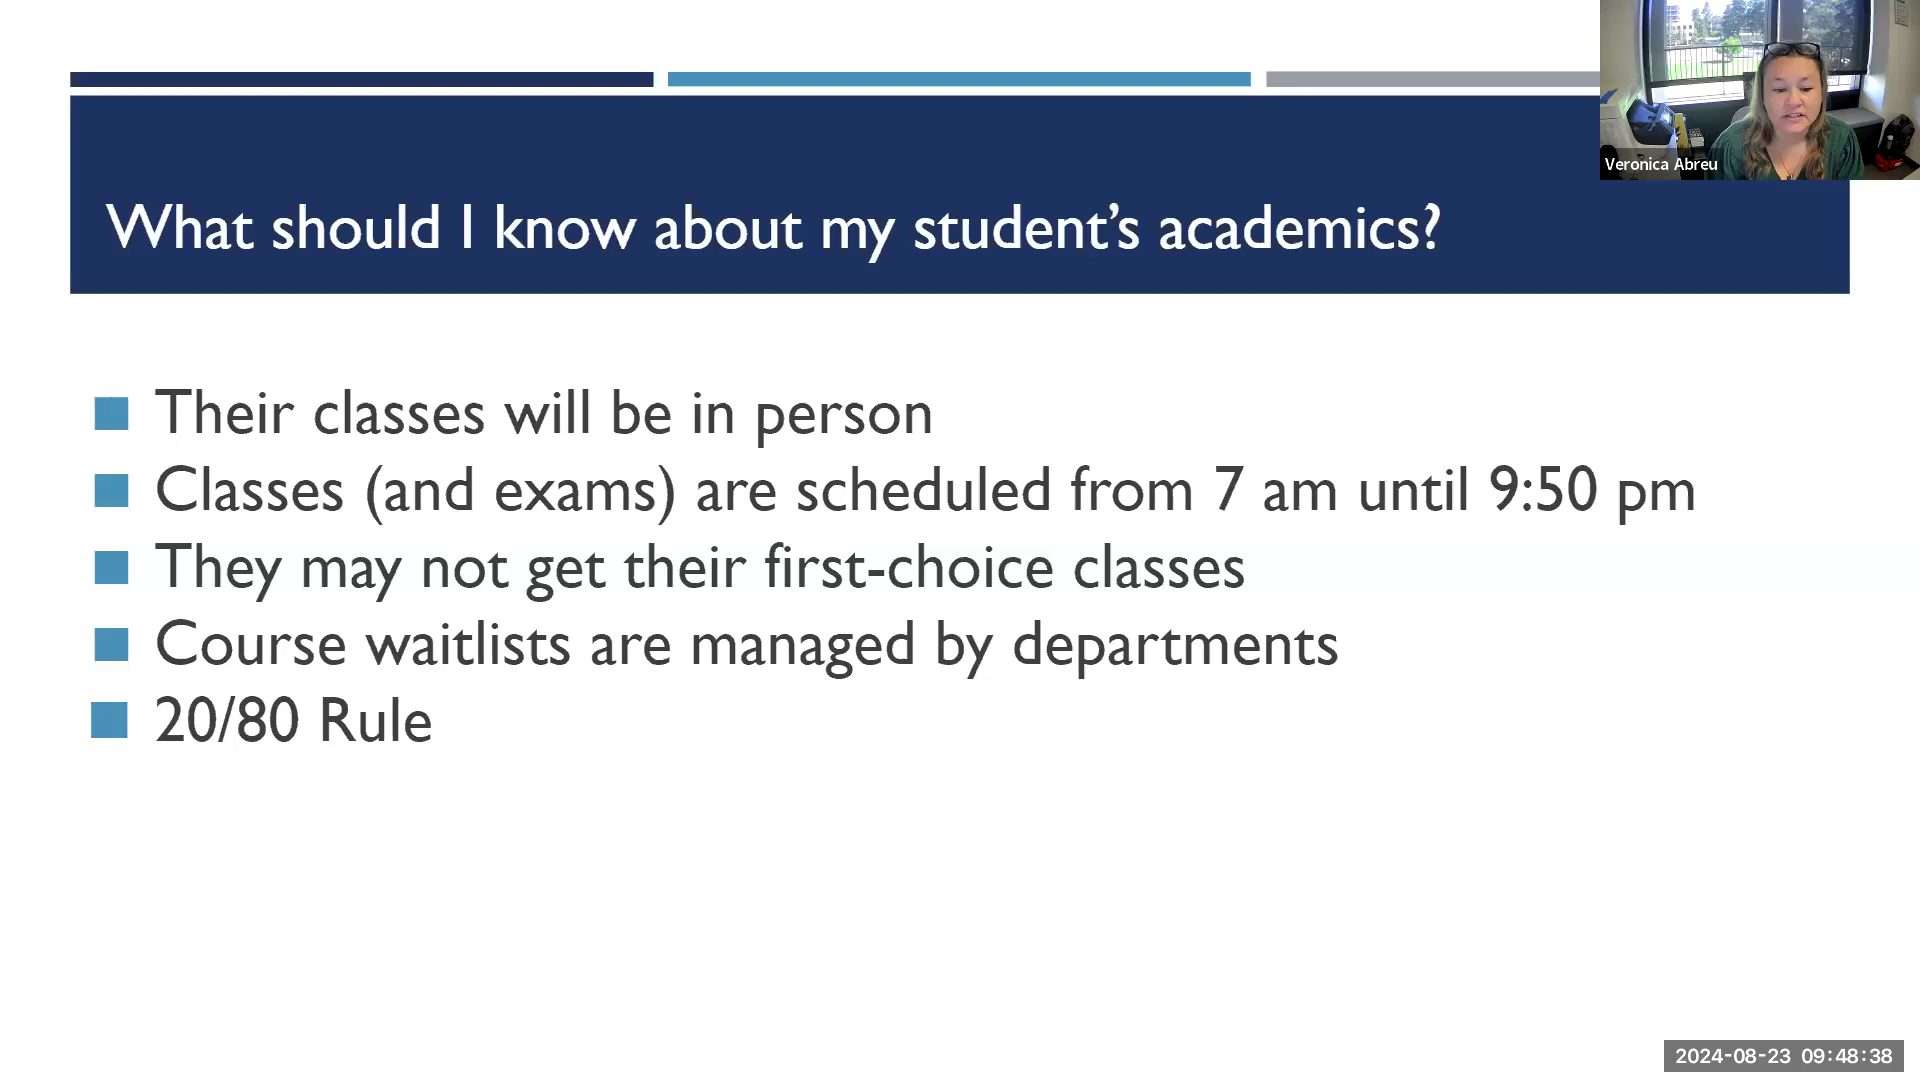 Veronica Abreu
What should I know about my student’s academics?
Their classes will be in person
Classes (and exams) are scheduled from 7 am until 9:50 pm
They may not get their first-choice classes
Course waitlists are managed by departments
20/80 Rule
2024-08-23 09:48:38